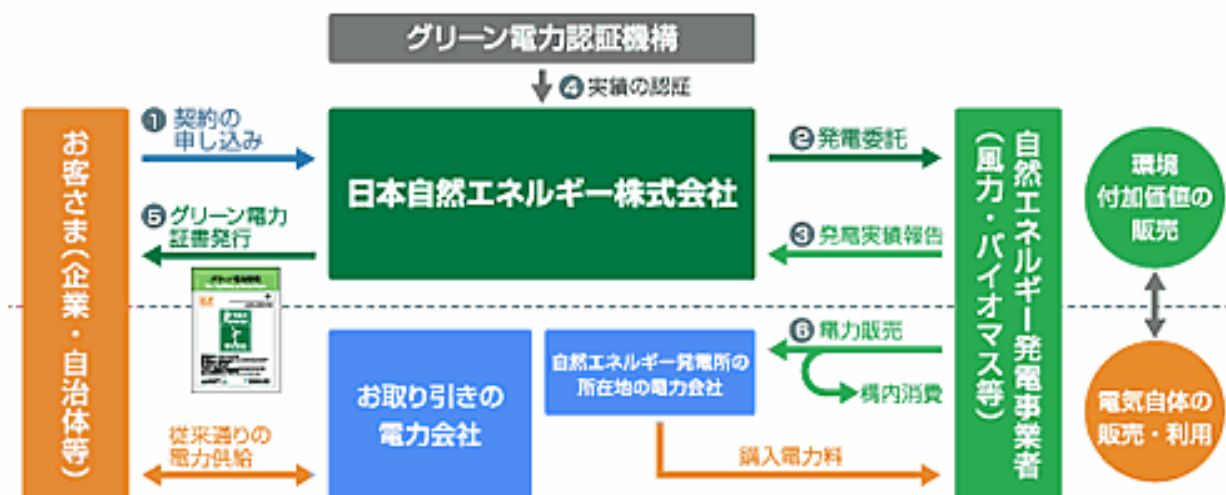 グリーン電力認証機構
❹実績の認証
お客さま(企業・自治体等)
❶契約の
申し込み
日本自然エネルギー株式会社
❷発電委託
❺グリーン電力
証書発行
❸発電実績報告
自然エネルギー発電事業者
(風力・バイオマス等)
環境
付加価値の
販売
お取り引きの
電力会社
自然エネルギー発電所の
所在地の電力会社
❻電力販売
構内消費
従来通りの
電力供給
購入電力料
電気自体の
販売・利用